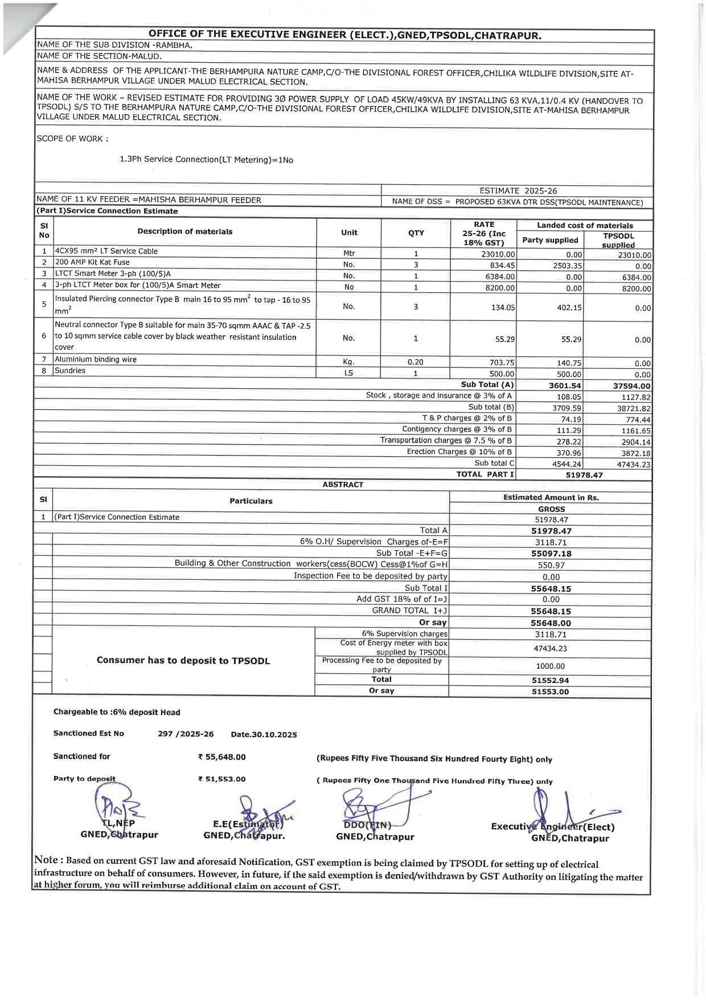 OFFICE OF THE EXECUTIVE ENGINEER (ELECT.),GNED,TPSODL,CHATRAPUR.
NAME OF THE SUB DIVISION -RAMBHA.
NAME OF THE SECTION-MALUD.
NAME & ADDRESS OF THE APPLICANT-THE BERHAMPURA NATURE CAMP,C/O-THE DIVISIONAL FOREST OFFICER,CHILIKA WILDLIFE DIVISION,SITE AT-
MAHISA BERHAMPUR VILLAGE UNDER MALUD ELECTRICAL SECTION.
NAME OF THE WORK – REVISED ESTIMATE FOR PROVIDING 3Ø POWER SUPPLY OF LOAD 45KW/49KVA BY INSTALLING 63 KVA,11/0.4 KV (HANDOVER TO
TPSODL) S/S TO THE BERHAMPURA NATURE CAMP,C/O-THE DIVISIONAL FOREST OFFICER,CHILIKA WILDLIFE DIVISION,SITE AT-MAHISA BERHAMPUR
VILLAGE UNDER MALUD ELECTRICAL SECTION.
SCOPE OF WORK :
1.3Ph Service Connection(LT Metering)=1No
ESTIMATE 2025-26
NAME OF 11 KV FEEDER =MAHISHA BERHAMPUR FEEDER NAME OF DSS = PROPOSED 63KVA DTR DSS(TPSODL MAINTENANCE)
(Part I)Service Connection Estimate
Sl No Description of materials Unit QTY RATE 25-26 (Inc 18% GST) Landed cost of materials
Party supplied TPSODL supplied
1 4CX95 mm² LT Service Cable Mtr 1 23010.00 0.00 23010.00
2 200 AMP Kit Kat Fuse No. 3 834.45 2503.35 0.00
3 LTCT Smart Meter 3-ph (100/5)A No. 1 6384.00 0.00 6384.00
4 3-ph LTCT Meter box for (100/5)A Smart Meter No 1 8200.00 0.00 8200.00
5 Insulated Piercing connector Type B main 16 to 95 mm² to tap - 16 to 95
mm² No. 3 134.05 402.15 0.00
Neutral connector Type B suitable for main 35-70 sqmm AAAC & TAP -2.5
6 to 10 sqmm service cable cover by black weather resistant insulation No. 1 55.29 55.29 0.00
cover
7 Aluminium binding wire Kg. 0.20 703.75 140.75 0.00
8 Sundries LS 1 500.00 500.00 0.00
Sub Total (A) 3601.54 37594.00
Stock , storage and insurance @ 3% of A 108.05 1127.82
Sub total (B) 3709.59 38721.82
T & P charges @ 2% of B 74.19 774.44
Contigency charges @ 3% of B 111.29 1161.65
Transportation charges @ 7.5 % of B 278.22 2904.14
Erection Charges @ 10% of B 370.96 3872.18
Sub total C 4544.24 47434.23
TOTAL PART I 51978.47
ABSTRACT
Sl Particulars Estimated Amount in Rs.
GROSS
1 (Part I)Service Connection Estimate 51978.47
Total A 51978.47
6% O.H/ Supervision Charges of-E=F 3118.71
Sub Total -E+F=G 55097.18
Building & Other Construction workers(cess(BOCW) Cess@1%of G=H 550.97
Inspection Fee to be deposited by party 0.00
Sub Total I 55648.15
Add GST 18% of of I=J 0.00
GRAND TOTAL I+J 55648.15
Or say 55648.00
6% Supervision charges 3118.71
Cost of Energy meter with box
supplied by TPSODL 47434.23
Consumer has to deposit to TPSODL
Processing Fee to be deposited by
party 1000.00
Total 51552.94
Or say 51553.00
Chargeable to :6% deposit Head
Sanctioned Est No 297 /2025-26 Date.30.10.2025
Sanctioned for ₹ 55,648.00 (Rupees Fifty Five Thousand Six Hundred Fourty Eight) only
Party to deposit ₹ 51,553.00 ( Rupees Fifty One Thousand Five Hundred Fifty Three) only
TL,NEP E.E(Estimator) DDO(FIN) Executive Engineer(Elect)
GNED,Chatrapur GNED,Chatrapur. GNED,Chatrapur GNED,Chatrapur
Note : Based on current GST law and aforesaid Notification, GST exemption is being claimed by TPSODL for setting up of electrical
infrastructure on behalf of consumers. However, in future, if the said exemption is denied/withdrawn by GST Authority on litigating the matter
at higher forum, you will reimburse additional claim on account of GST.